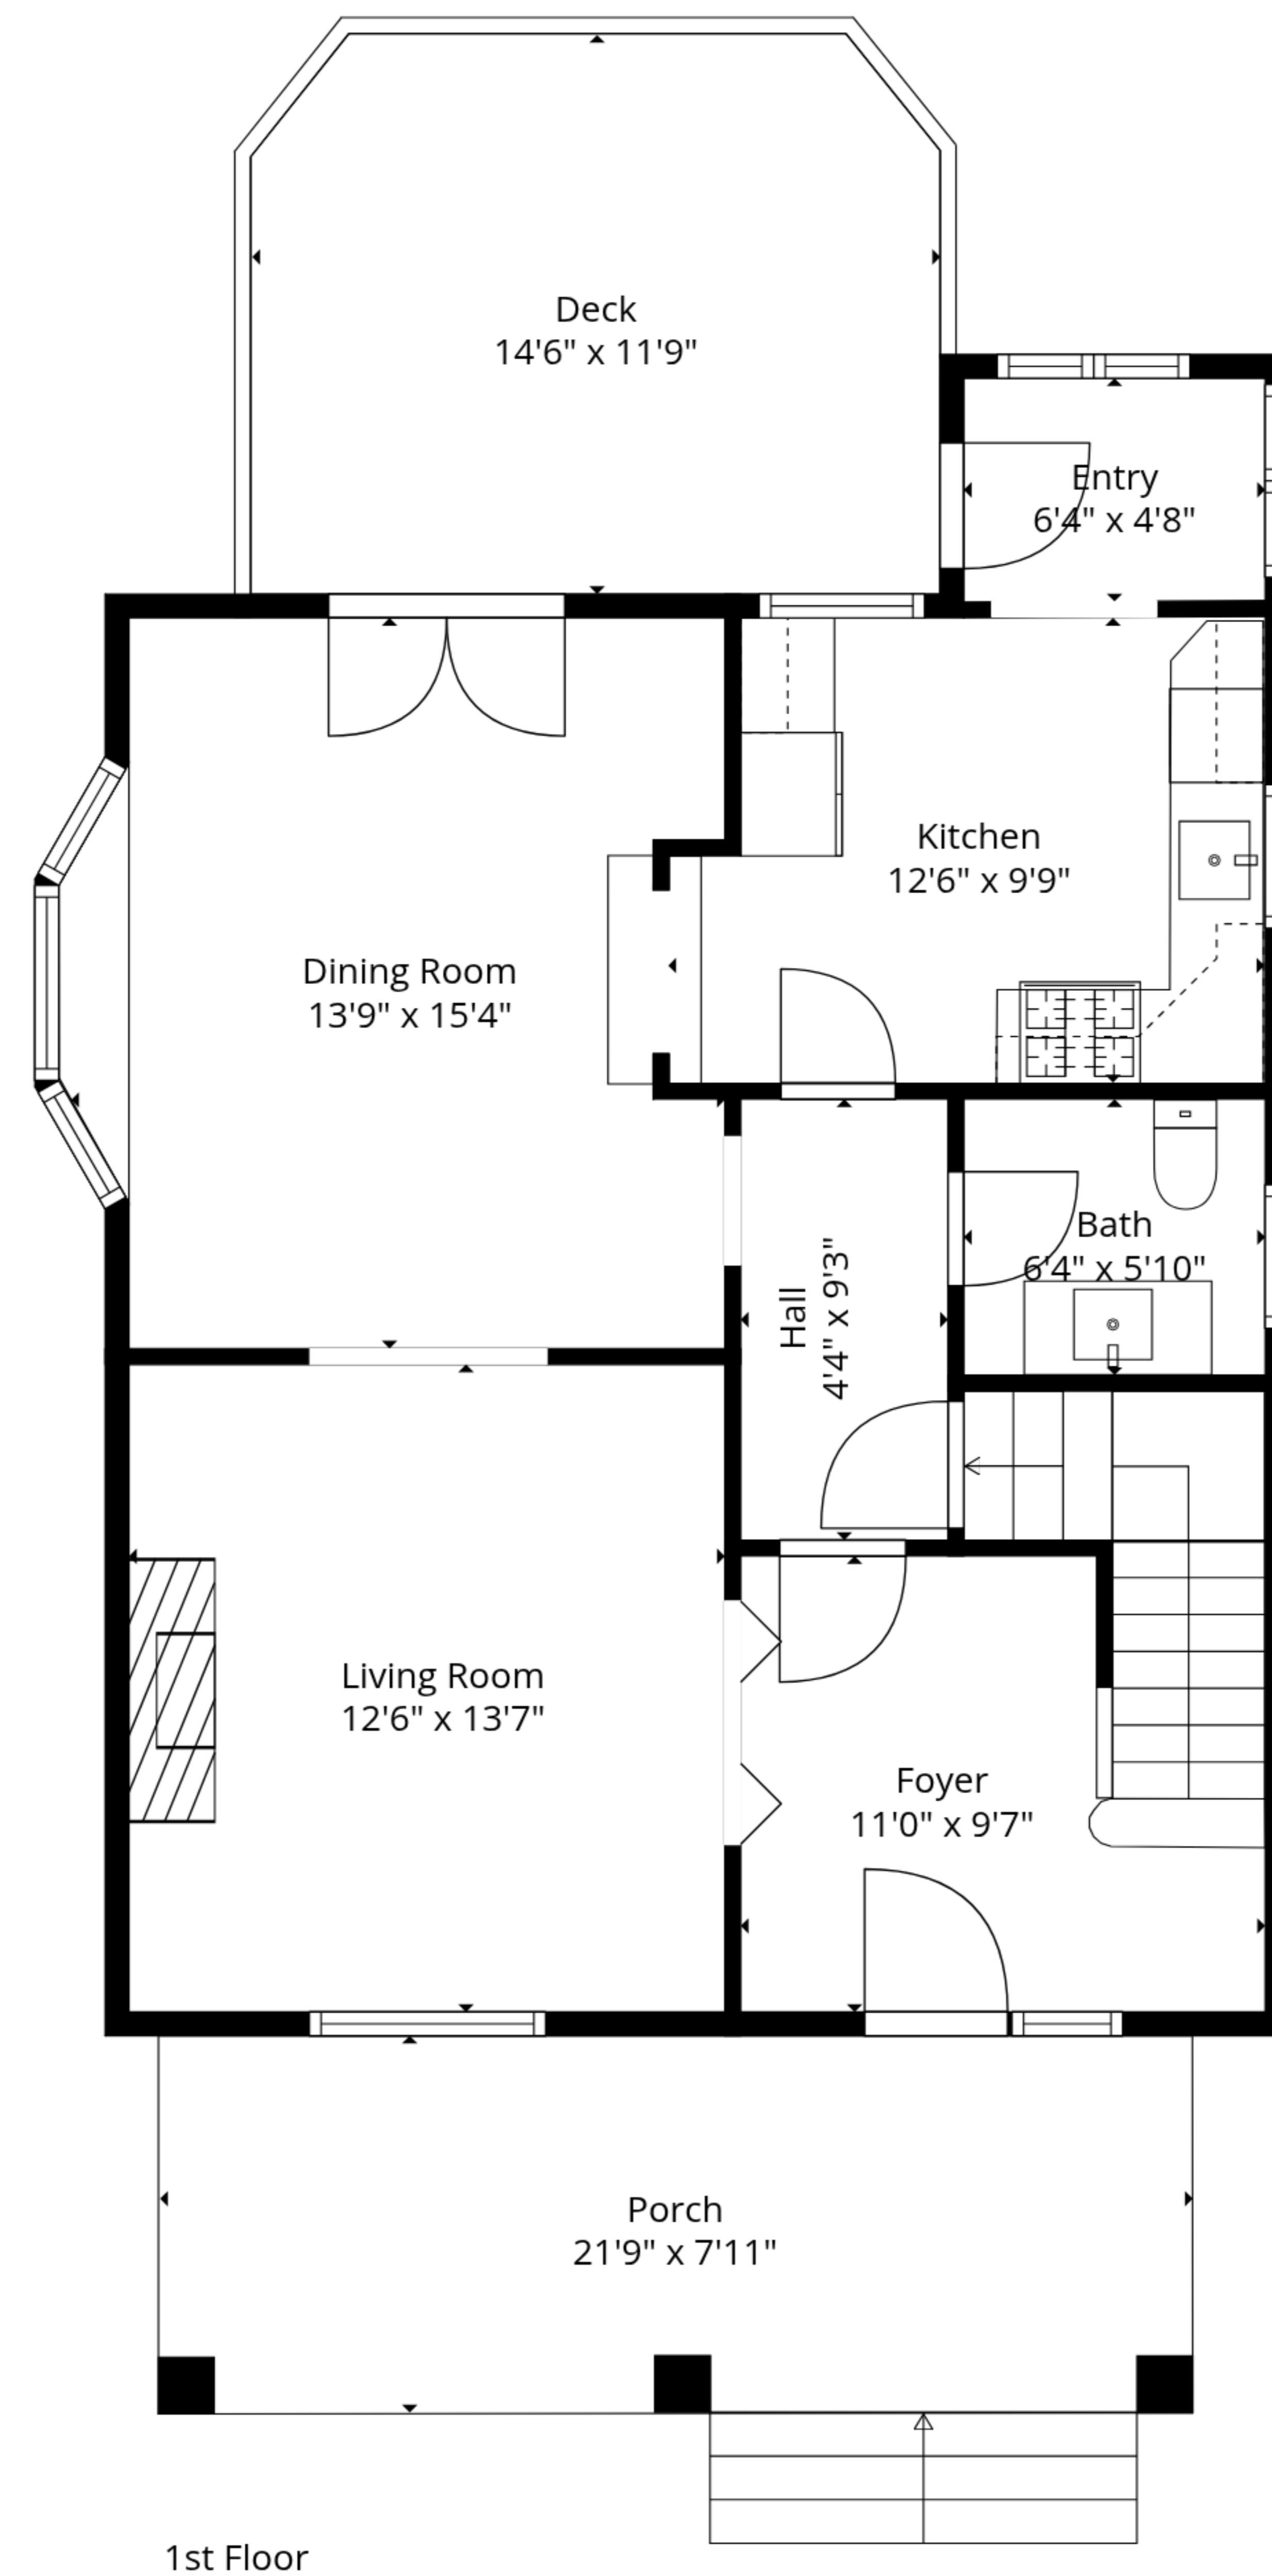 Deck
14'6" x 11'9"
Entry
6'4" x 4'8"
Kitchen
12'6" x 9'9"
Dining Room
13'9" x 15'4"
Bath
6'4" x 5'10"
Hall
4'4" x 9'3"
Living Room
12'6" x 13'7"
Foyer
11'0" x 9'7"
Porch
21'9" x 7'11"
1st Floor